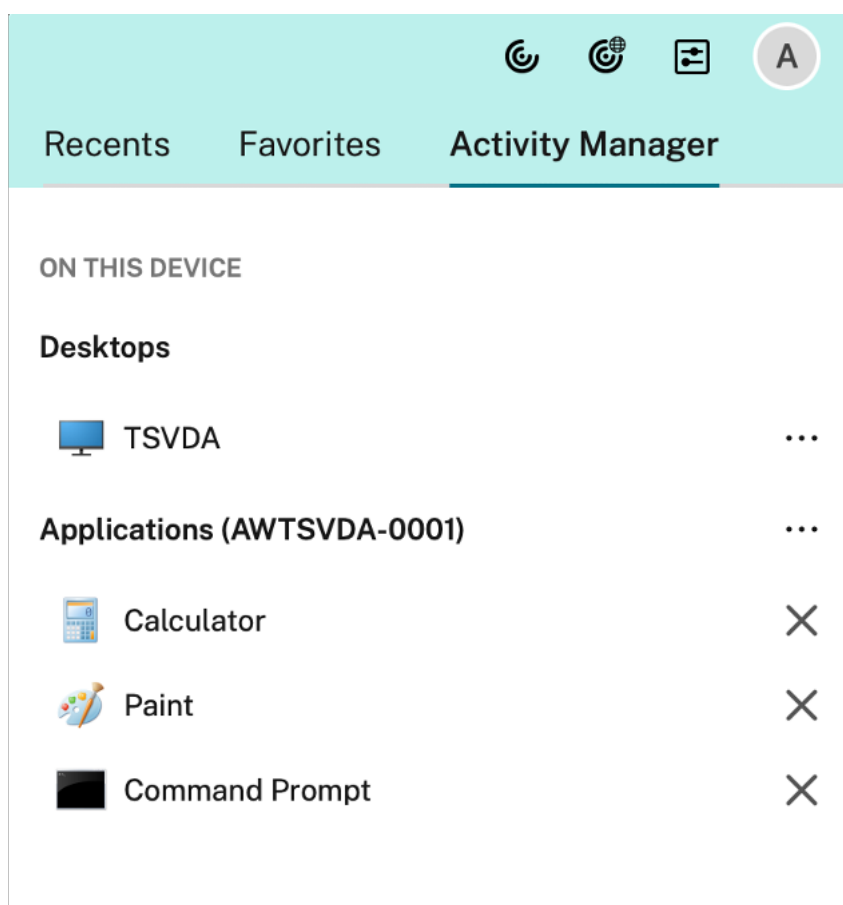 A
Recents Favorites Activity Manager
ON THIS DEVICE
Desktops
TSVDA
Applications (AWTSVDA-0001)
Calculator
Paint
Command Prompt